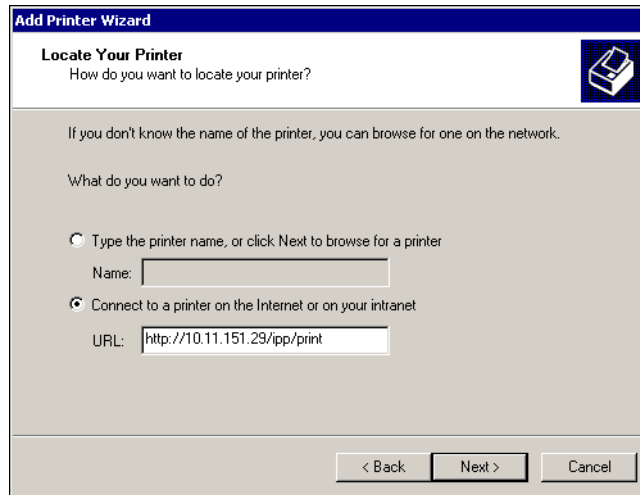 Add Printer Wizard
Locate Your Printer
How do you want to locate your printer?
If you don't know the name of the printer, you can browse for one on the network.
What do you want to do?
Type the printer name, or click Next to browse for a printer
Name:
Connect to a printer on the Internet or on your intranet
URL: http://10.11.151.29/ipp/print
< Back Next > Cancel